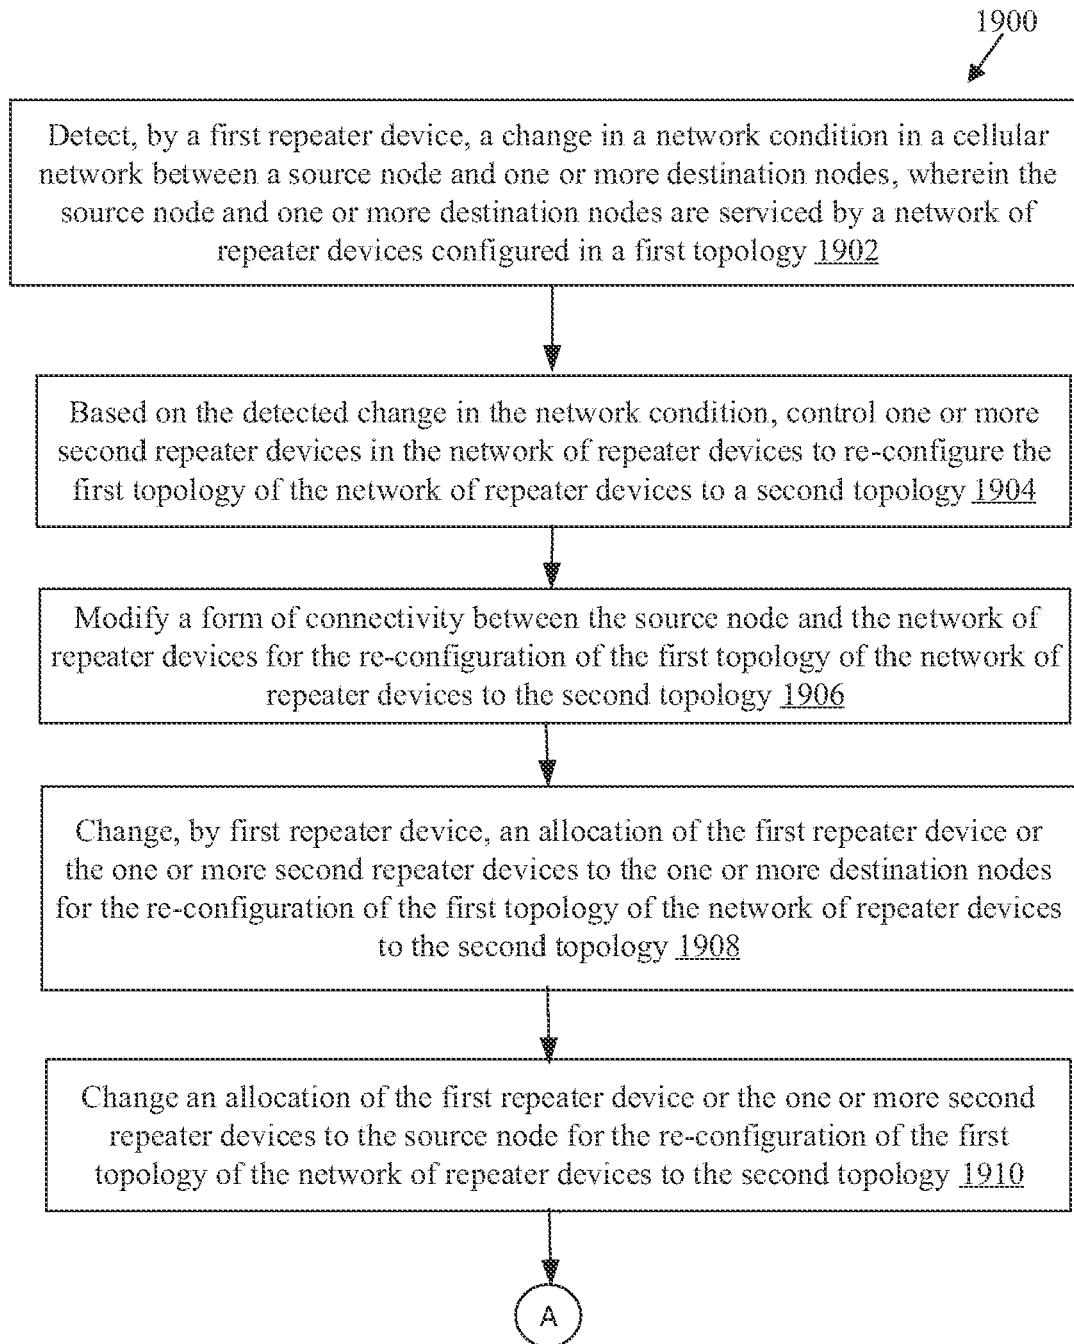 1900
Detect, by a first repeater device, a change in a network condition in a cellular
network between a source node and one or more destination nodes, wherein the
source node and one or more destination nodes are serviced by a network of
repeater devices configured in a first topology 1902
Based on the detected change in the network condition, control one or more
second repeater devices in the network of repeater devices to re-configure the
first topology of the network of repeater devices to a second topology 1904
Modify a form of connectivity between the source node and the network of
repeater devices for the re-configuration of the first topology of the network of
repeater devices to the second topology 1906
Change, by first repeater device, an allocation of the first repeater device or
the one or more second repeater devices to the one or more destination nodes
for the re-configuration of the first topology of the network of repeater devices
to the second topology 1908
Change an allocation of the first repeater device or the one or more second
repeater devices to the source node for the re-configuration of the first
topology of the network of repeater devices to the second topology 1910
A